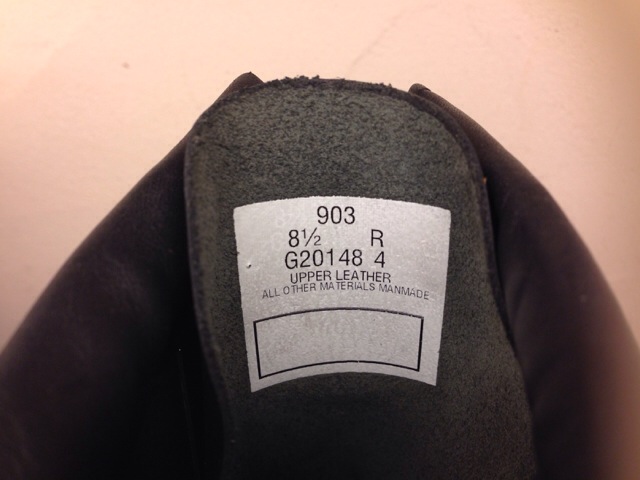 903
8½ R
G20148 4
UPPER LEATHER
ALL OTHER MATERIALS MANMADE